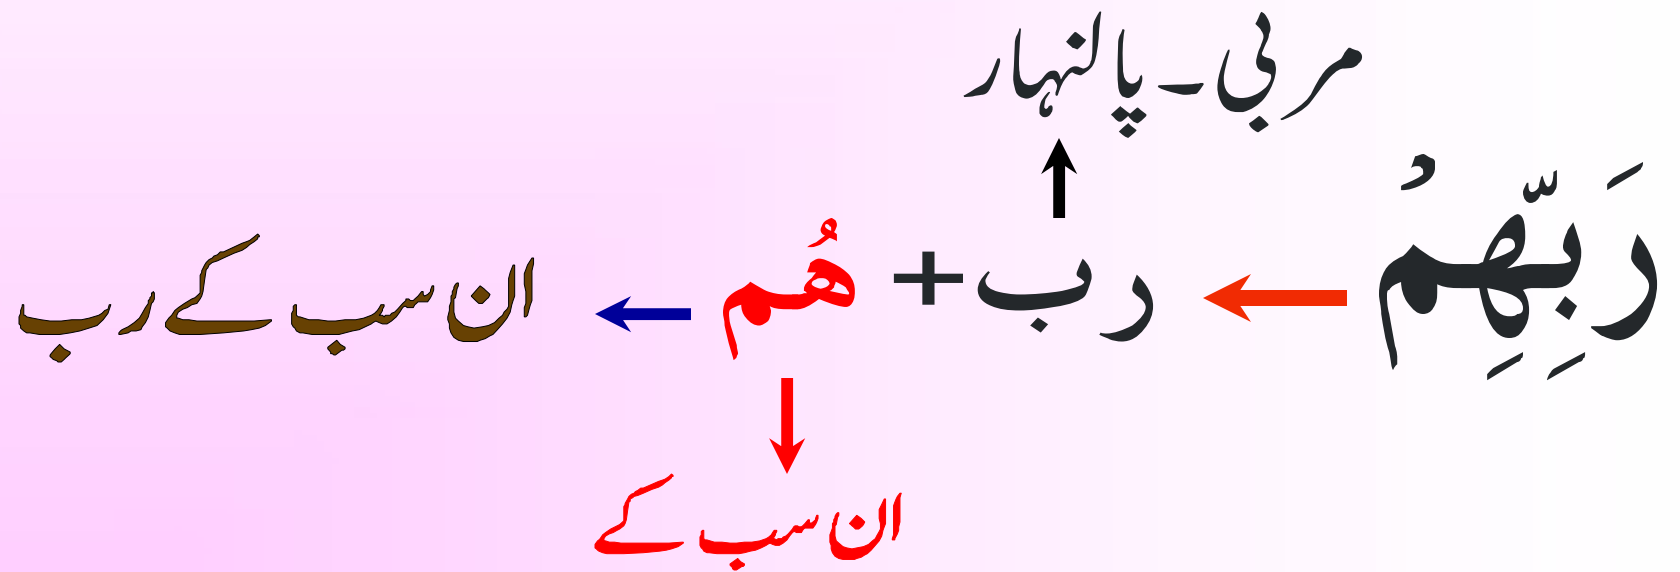 مربی۔پالنہار
رَبِّهِمْ
رب + هُم
ان سب کے رب
ان سب کے